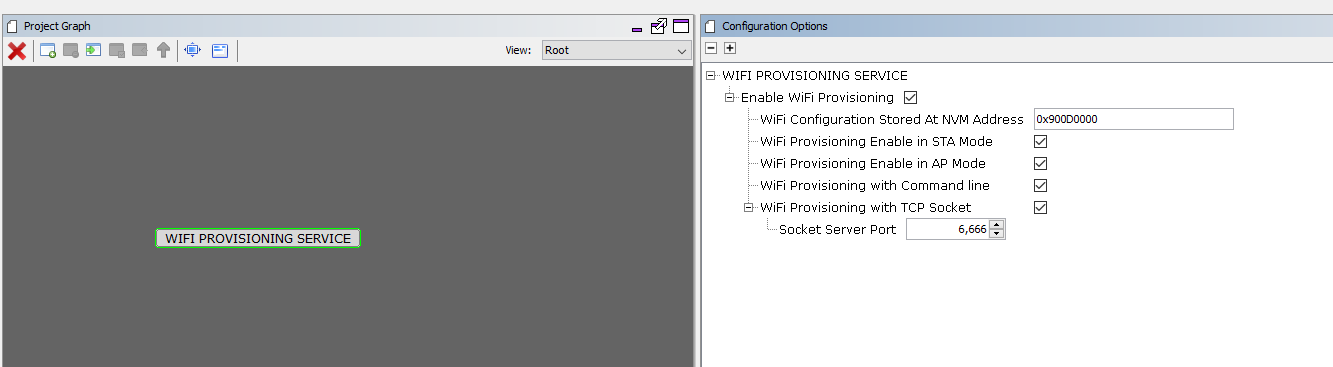 Project Graph
View: Root
WIFI PROVISIONING SERVICE
Configuration Options
WIFI PROVISIONING SERVICE
Enable WiFi Provisioning
WiFi Configuration Stored At NVM Address 0x900D0000
WiFi Provisioning Enable in STA Mode
WiFi Provisioning Enable in AP Mode
WiFi Provisioning with Command line
WiFi Provisioning with TCP Socket
Socket Server Port 6,666